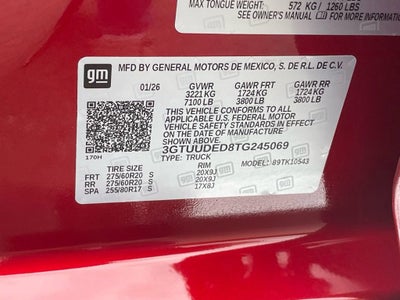 MAX TONGUE WEIGHT: 572 KG / 1260 LBS
SEE OWNER'S MANUAL FOR MORE INFORMATION
gm
MFD BY GENERAL MOTORS DE MEXICO, S. DE R.L. DE C.V.
01/26 GVWR GAWR FRT GAWR RR
3221 KG 1724 KG 1724 KG
7100 LB 3800 LB 3800 LB
THIS VEHICLE CONFORMS TO ALL
APPLICABLE U.S. FEDERAL MOTOR
VEHICLE SAFETY STANDARDS IN EFFECT
ON THE DATE OF MANUFACTURE
SHOWN ABOVE.
3GTUUDED8TG245069
170H TYPE: TRUCK MODEL: 89TK10543
TIRE SIZE RIM
FRT 275/60R20 S 20X9J
RR 275/60R20 S 20X9J
SPA 255/80R17 S 17X8J